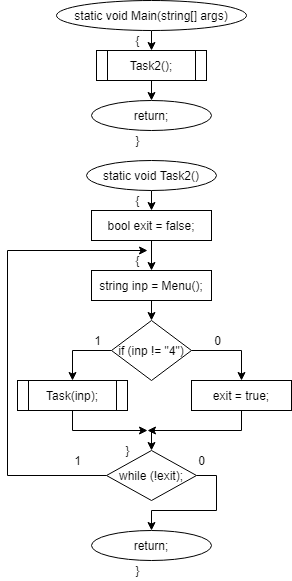 static void Main(string[] args)
{
Task2();
return;
}
static void Task2()
{
bool exit = false;
{
string inp = Menu();
if (inp != "4")
1
0
Task(inp);
exit = true;
}
while (!exit);
1
0
return;
}